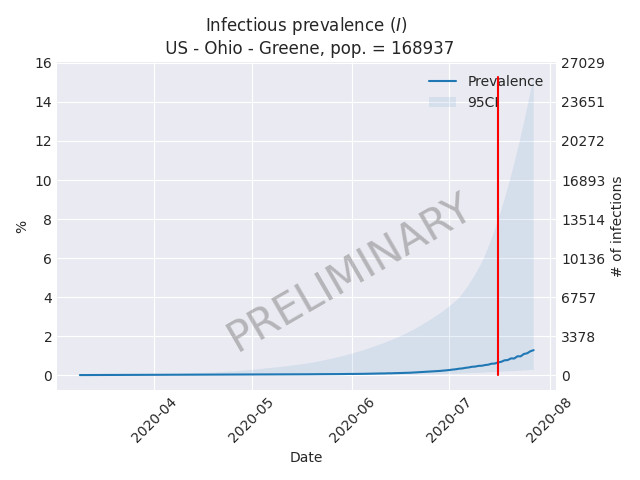 Infectious prevalence (I)
US - Ohio - Greene, pop. = 168937
16 27029
Prevalence
14 95CI 23651
12 20272
10 16893
8 13514
6 10136
4 6757
2 3378
0 0
%
# of infections
PRELIMINARY
2020-04 2020-05 2020-06 2020-07 2020-08
Date